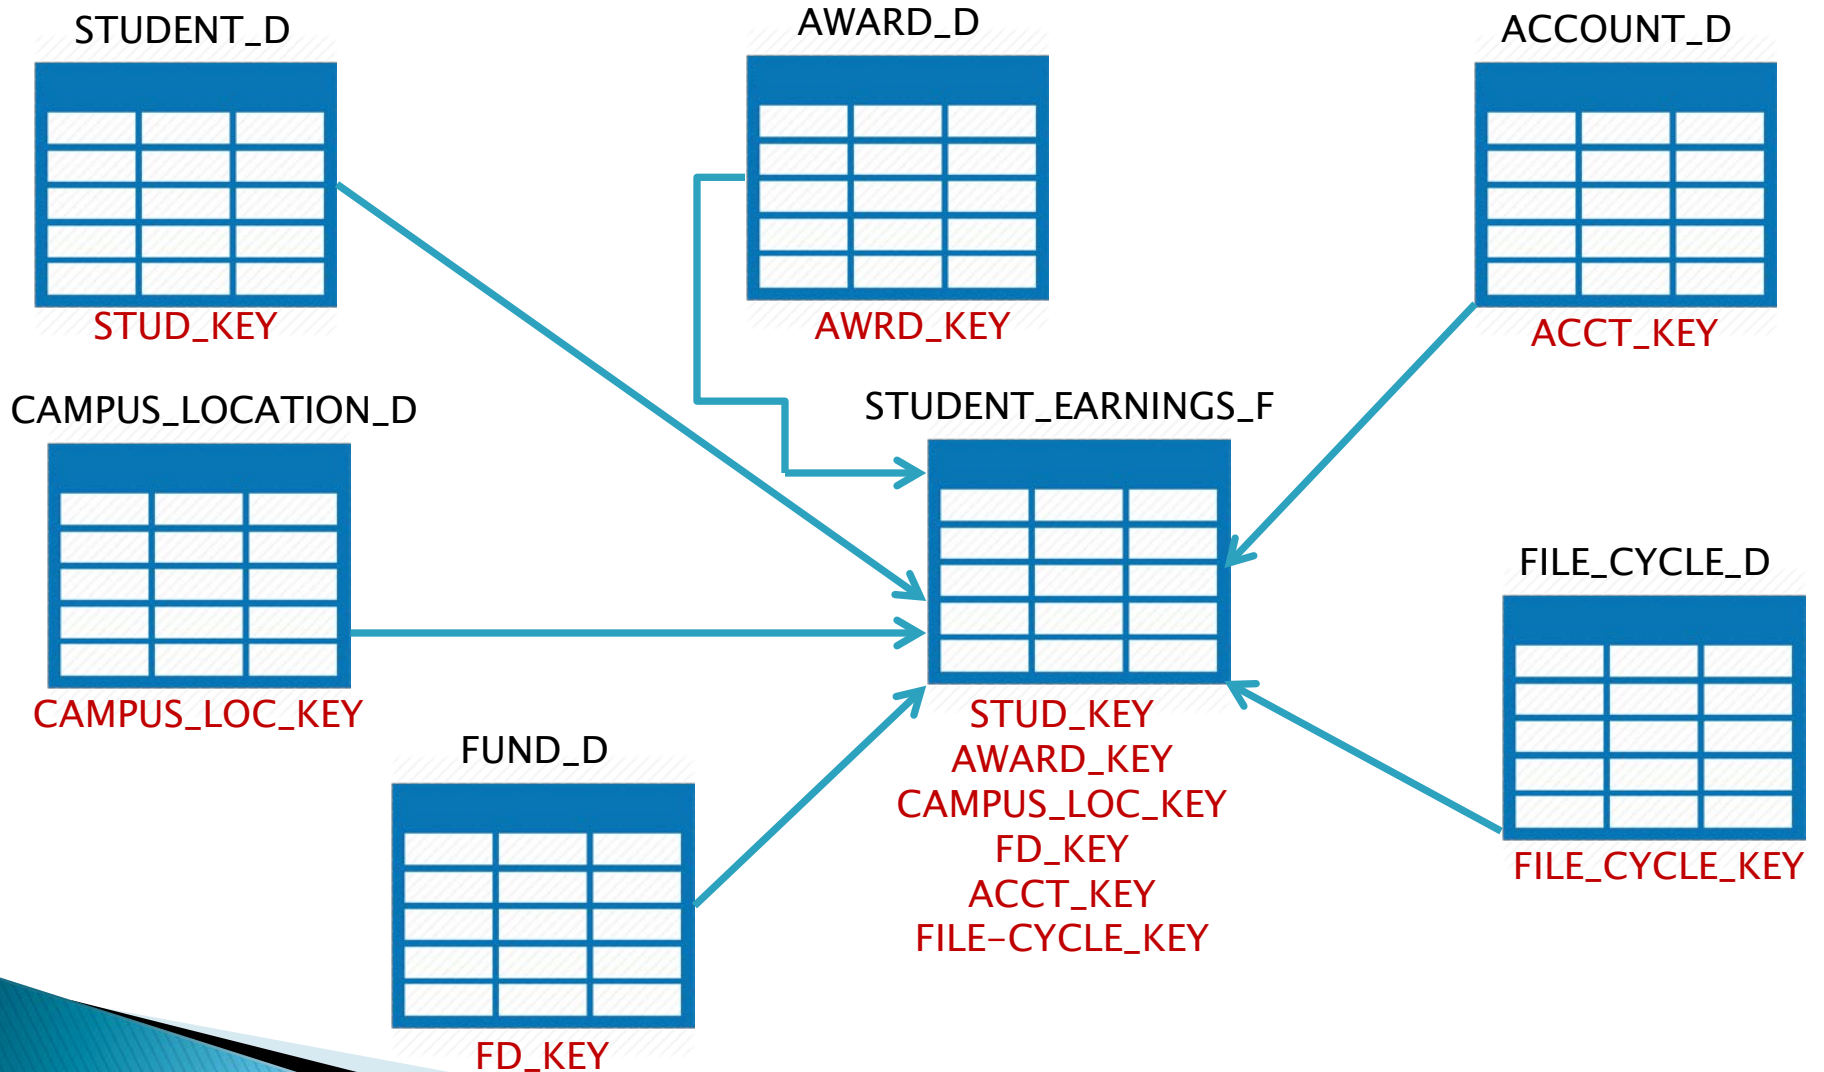 STUDENT_D
AWARD_D
ACCOUNT_D
STUD_KEY
AWRD_KEY
ACCT_KEY
CAMPUS_LOCATION_D
STUDENT_EARNINGS_F
FILE_CYCLE_D
CAMPUS_LOC_KEY
FUND_D
STUD_KEY
AWARD_KEY
CAMPUS_LOC_KEY
FD_KEY
ACCT_KEY
FILE-CYCLE_KEY
FILE_CYCLE_KEY
FD_KEY